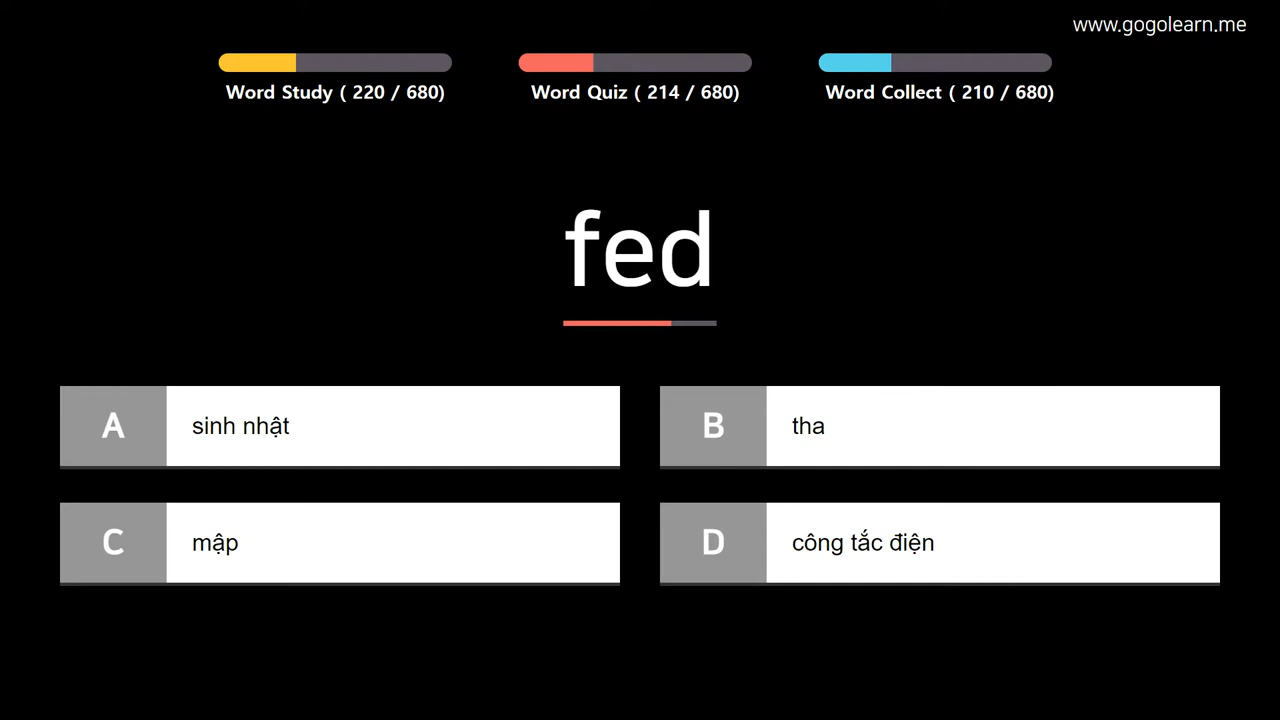 www.gogolearn.me
Word Study ( 220 / 680)
Word Quiz ( 214 / 680)
Word Collect ( 210 / 680)
fed
A sinh nhật
B tha
C mập
D công tắc điện